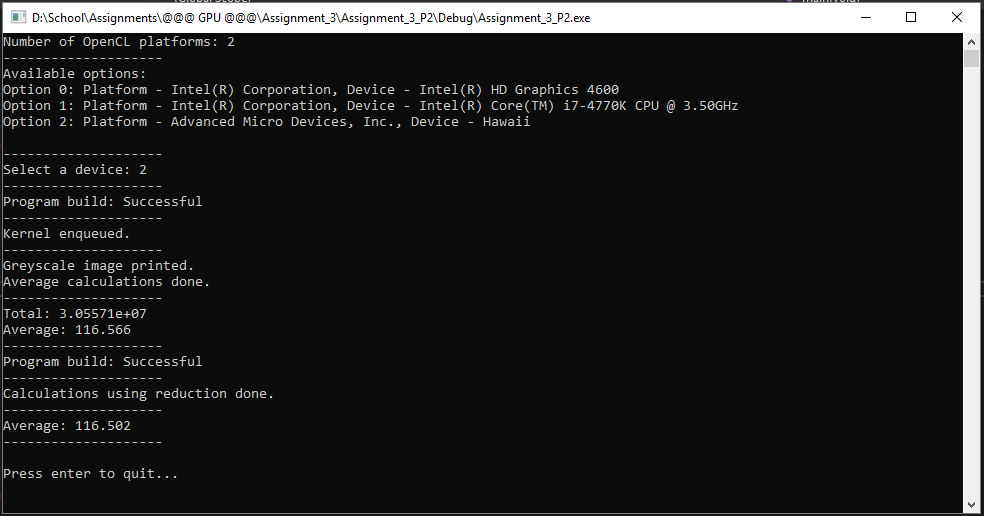 D:\School\Assignments\@@@ GPU @@@\Assignment_3\Assignment_3_P2\Debug\Assignment_3_P2.exe
Number of OpenCL platforms: 2
--------------------
Available options:
Option 0: Platform - Intel(R) Corporation, Device - Intel(R) HD Graphics 4600
Option 1: Platform - Intel(R) Corporation, Device - Intel(R) Core(TM) i7-4770K CPU @ 3.50GHz
Option 2: Platform - Advanced Micro Devices, Inc., Device - Hawaii
--------------------
Select a device: 2
--------------------
Program build: Successful
--------------------
Kernel enqueued.
--------------------
Greyscale image printed.
Average calculations done.
--------------------
Total: 3.05571e+07
Average: 116.566
--------------------
Program build: Successful
--------------------
Calculations using reduction done.
--------------------
Average: 116.502
--------------------
Press enter to quit...